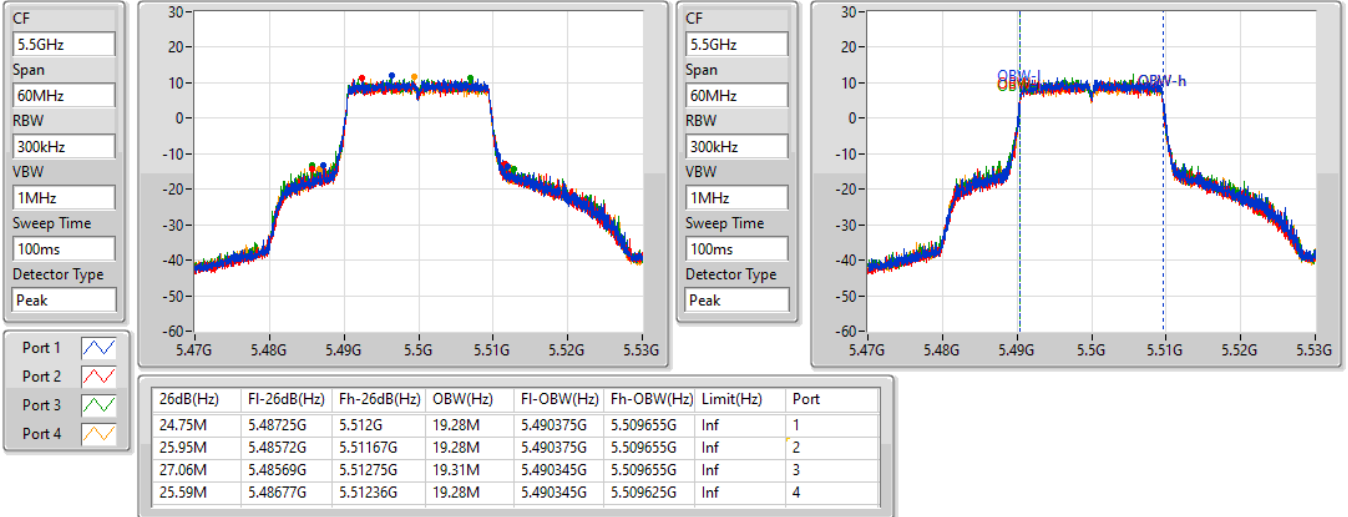 CF
5.5GHz
Span
60MHz
RBW
300kHz
VBW
1MHz
Sweep Time
100ms
Detector Type
Peak
30
20
10
0
-10
-20
-30
-40
-50
-60
5.47G 5.48G 5.49G 5.5G 5.51G 5.52G 5.53G
CF
5.5GHz
Span
60MHz
RBW
300kHz
VBW
1MHz
Sweep Time
100ms
Detector Type
Peak
30
20
10
0
-10
-20
-30
-40
-50
-60
OBW-l
OBW-h
5.47G 5.48G 5.49G 5.5G 5.51G 5.52G 5.53G
Port 1
Port 2
Port 3
Port 4
26dB(Hz) Fl-26dB(Hz) Fh-26dB(Hz) OBW(Hz) Fl-OBW(Hz) Fh-OBW(Hz) Limit(Hz) Port
24.75M 5.48725G 5.512G 19.28M 5.490375G 5.509655G Inf 1
25.95M 5.48572G 5.51167G 19.28M 5.490375G 5.509655G Inf 2
27.06M 5.48569G 5.51275G 19.31M 5.490345G 5.509655G Inf 3
25.59M 5.48677G 5.51236G 19.28M 5.490345G 5.509625G Inf 4